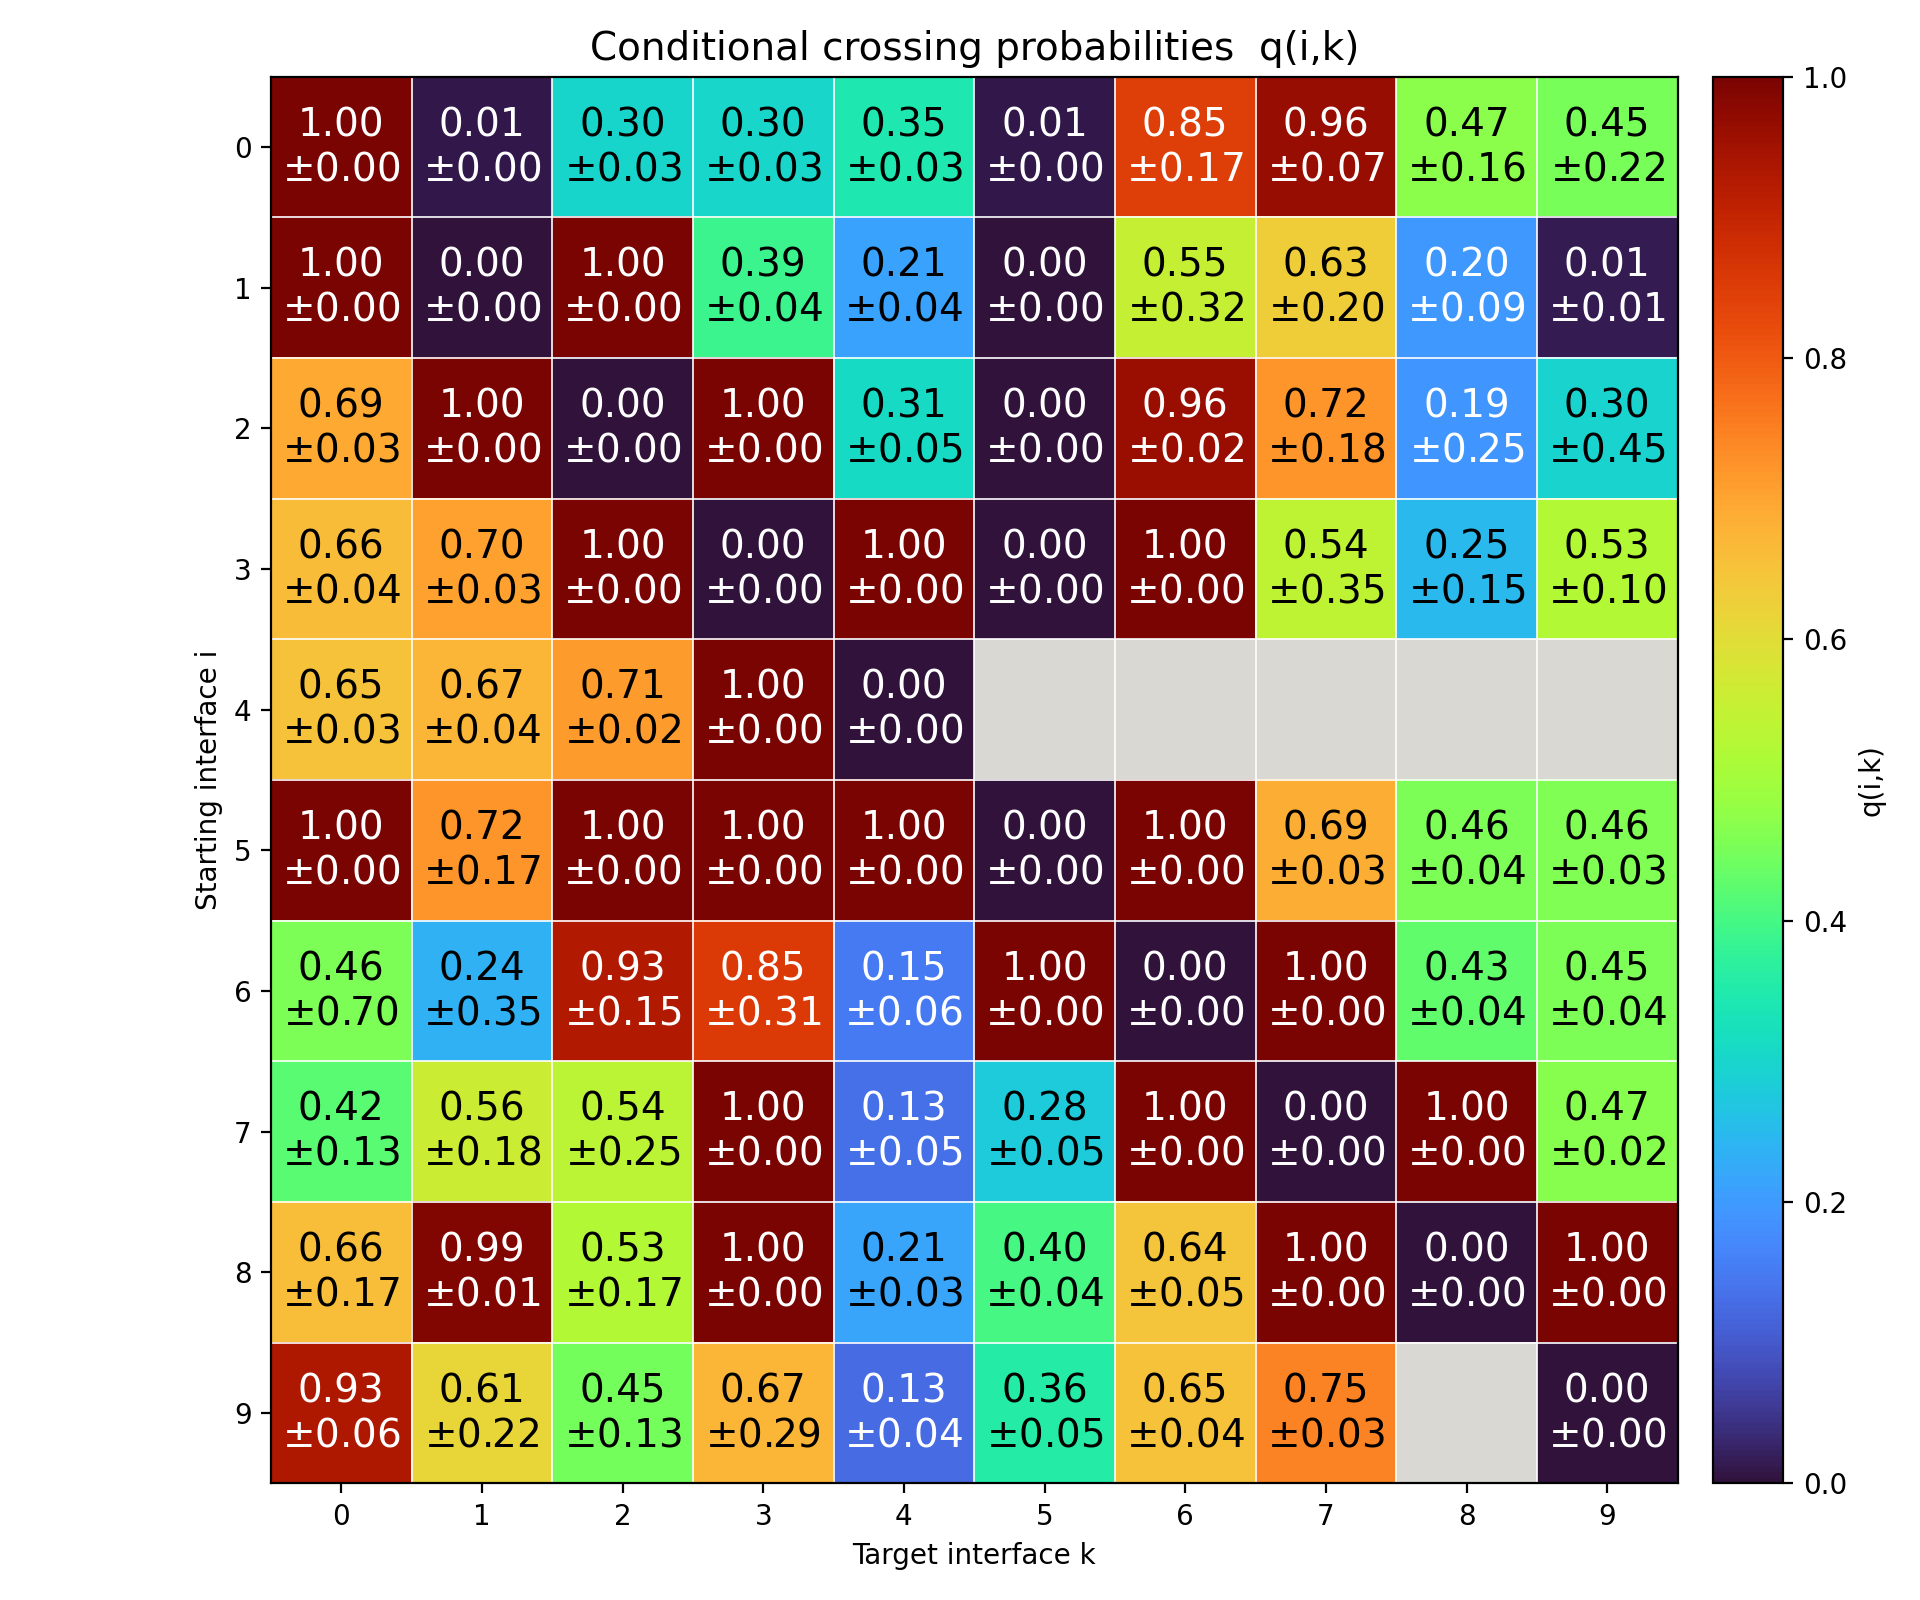 Conditional crossing probabilities q(i,k)
1.00 0.01 0.30 0.30 0.35 0.01 0.85 0.96 0.47 0.45
0 ±0.00 ±0.00 ±0.03 ±0.03 ±0.03 ±0.00 ±0.17 ±0.07 ±0.16 ±0.22
1.00 0.00 1.00 0.39 0.21 0.00 0.55 0.63 0.20 0.01
1 ±0.00 ±0.00 ±0.00 ±0.04 ±0.04 ±0.00 ±0.32 ±0.20 ±0.09 ±0.01
0.69 1.00 0.00 1.00 0.31 0.00 0.96 0.72 0.19 0.30
2 ±0.03 ±0.00 ±0.00 ±0.00 ±0.05 ±0.00 ±0.02 ±0.18 ±0.25 ±0.45
0.66 0.70 1.00 0.00 1.00 0.00 1.00 0.54 0.25 0.53
3 ±0.04 ±0.03 ±0.00 ±0.00 ±0.00 ±0.00 ±0.00 ±0.35 ±0.15 ±0.10
0.65 0.67 0.71 1.00 0.00
4 ±0.03 ±0.04 ±0.02 ±0.00 ±0.00
1.00 0.72 1.00 1.00 1.00 0.00 1.00 0.69 0.46 0.46
5 ±0.00 ±0.17 ±0.00 ±0.00 ±0.00 ±0.00 ±0.00 ±0.03 ±0.04 ±0.03
0.46 0.24 0.93 0.85 0.15 1.00 0.00 1.00 0.43 0.45
6 ±0.70 ±0.35 ±0.15 ±0.31 ±0.06 ±0.00 ±0.00 ±0.00 ±0.04 ±0.04
0.42 0.56 0.54 1.00 0.13 0.28 1.00 0.00 1.00 0.47
7 ±0.13 ±0.18 ±0.25 ±0.00 ±0.05 ±0.05 ±0.00 ±0.00 ±0.00 ±0.02
0.66 0.99 0.53 1.00 0.21 0.40 0.64 1.00 0.00 1.00
8 ±0.17 ±0.01 ±0.17 ±0.00 ±0.03 ±0.04 ±0.05 ±0.00 ±0.00 ±0.00
0.93 0.61 0.45 0.67 0.13 0.36 0.65 0.75 0.00
9 ±0.06 ±0.22 ±0.13 ±0.29 ±0.04 ±0.05 ±0.04 ±0.03 ±0.00
0 1 2 3 4 5 6 7 8 9
Target interface k
Starting interface i
1.0
0.8
0.6
0.4
0.2
0.0
q(i,k)